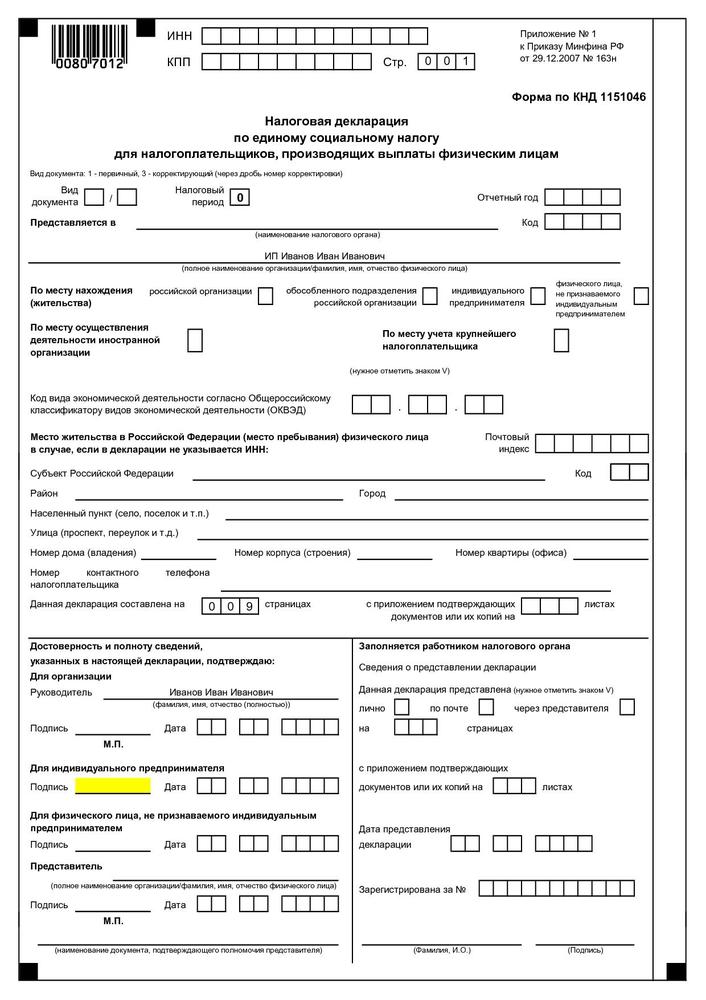 ИНН
Приложение № 1
к Приказу Минфина РФ
от 29.12.2007 № 163н
0080 7012
КПП Стр. 0 0 1
Форма по КНД 1151046
Налоговая декларация
по единому социальному налогу
для налогоплательщиков, производящих выплаты физическим лицам
Вид документа: 1 - первичный, 3 - корректирующий (через дробь номер корректировки)
Вид документа / Налоговый период 0 Отчетный год
Представляется в Код
(наименование налогового органа)
ИП Иванов Иван Иванович
(полное наименование организации/фамилия, имя, отчество физического лица)
По месту нахождения (жительства)
российской организации
обособленного подразделения российской организации
индивидуального предпринимателя
физического лица, не признаваемого индивидуальным предпринимателем
По месту осуществления
деятельности иностранной
организации
По месту учета крупнейшего
налогоплательщика
(нужное отметить знаком V)
Код вида экономической деятельности согласно Общероссийскому
классификатору видов экономической деятельности (ОКВЭД) . .
Место жительства в Российской Федерации (место пребывания) физического лица
в случае, если в декларации не указывается ИНН:
Почтовый
индекс
Субъект Российской Федерации Код
Район Город
Населенный пункт (село, поселок и т.п.)
Улица (проспект, переулок и т.д.)
Номер дома (владения) Номер корпуса (строения) Номер квартиры (офиса)
Номер контактного телефона
налогоплательщика
Данная декларация составлена на 0 0 9 страницах
с приложением подтверждающих
документов или их копий на листах
Достоверность и полноту сведений,
указанных в настоящей декларации, подтверждаю:
Для организации
Руководитель Иванов Иван Иванович
(фамилия, имя, отчество (полностью))
Подпись Дата
М.П.
Для индивидуального предпринимателя
Подпись Дата
Для физического лица, не признаваемого индивидуальным
предпринимателем
Подпись Дата
Представитель
(полное наименование организации/фамилия, имя, отчество физического лица)
Подпись Дата
М.П.
(наименование документа, подтверждающего полномочия представителя)
Заполняется работником налогового органа
Сведения о представлении декларации
Данная декларация представлена (нужное отметить знаком V)
лично по почте через представителя
на страницах
с приложением подтверждающих
документов или их копий на листах
Дата представления
декларации
Зарегистрирована за №
(Фамилия, И.О.) (Подпись)